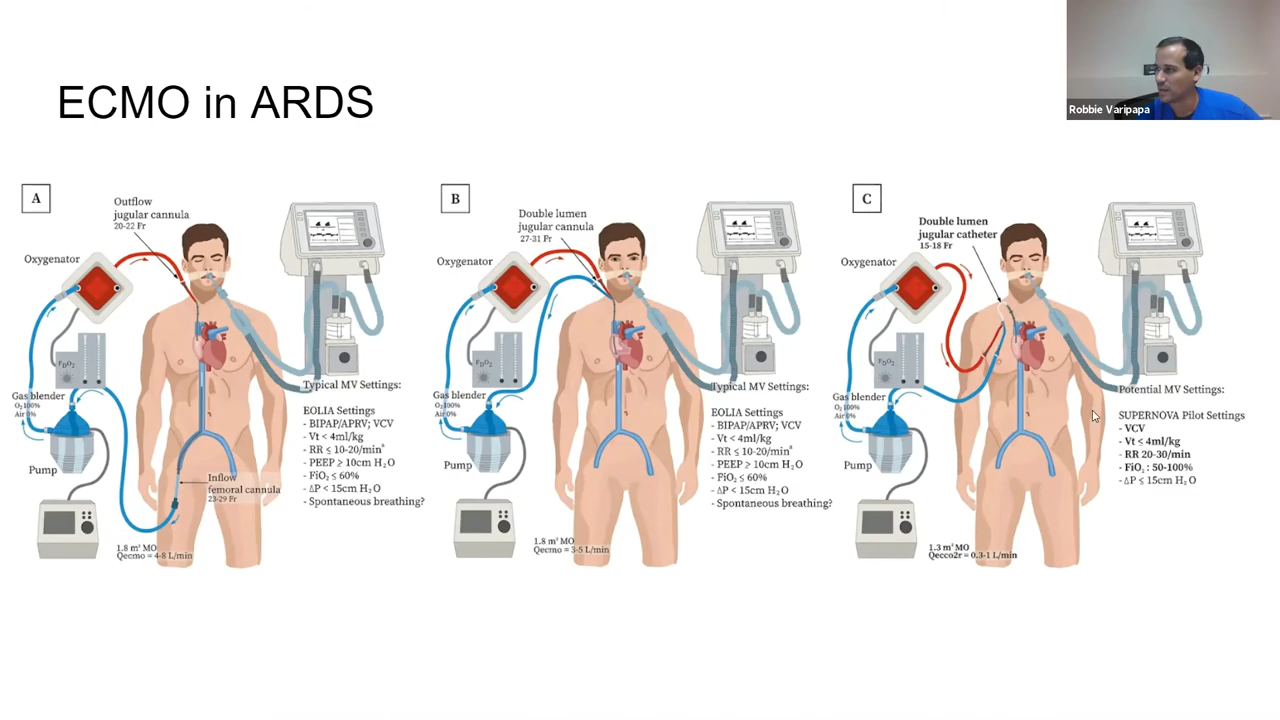 ECMO in ARDS
Robbie Varipapa
A
Outflow
jugular cannula
20-22 Fr
Oxygenator
FDO2
Gas blender
O2 100%
Air 0%
Pump
Inflow
femoral cannula
23-29 Fr
1.8 m² MO
Qecmo = 4-8 L/min
Typical MV Settings:
EOLIA Settings
- BIPAP/APRV; VCV
- Vt < 4ml/kg
- RR ≤ 10-20/minª
- PEEP ≥ 10cm H2O
- FiO2 ≤ 60%
- ΔP < 15cm H2O
- Spontaneous breathing?
B
Double lumen
jugular cannula
27-31 Fr
Oxygenator
FDO2
Gas blender
O2 100%
Air 0%
Pump
1.8 m² MO
Qecmo = 3-5 L/min
Typical MV Settings:
EOLIA Settings
- BIPAP/APRV; VCV
- Vt < 4ml/kg
- RR ≤ 10-20/minª
- PEEP ≥ 10cm H2O
- FiO2 ≤ 60%
- ΔP < 15cm H2O
- Spontaneous breathing?
C
Double lumen
jugular catheter
15-18 Fr
Oxygenator
FDO2
Gas blender
O2 100%
Air 0%
Pump
1.3 m² MO
Qecco2r = 0.3-1 L/min
Potential MV Settings:
SUPERNOVA Pilot Settings
- VCV
- Vt ≤ 4ml/kg
- RR 20-30/min
- FiO2 : 50-100%
- ΔP ≤ 15cm H2O